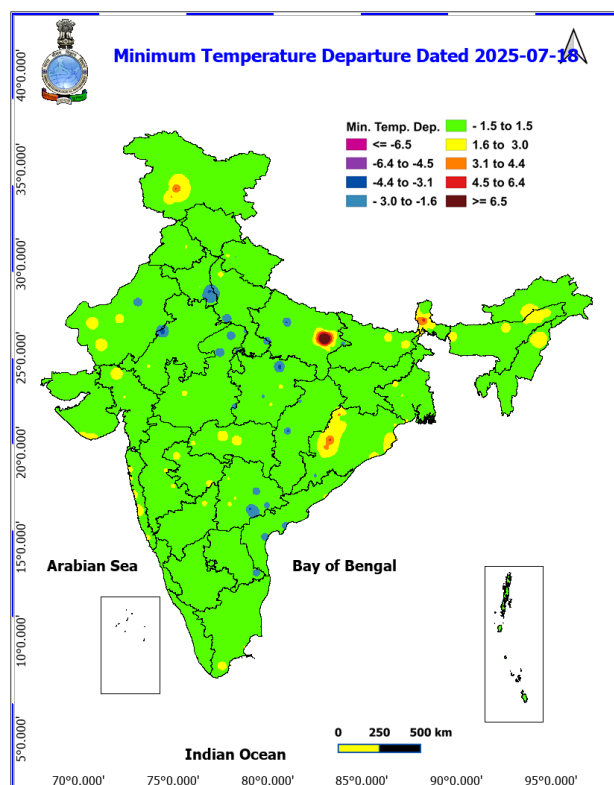 Minimum Temperature Departure Dated 2025-07-18
40°0.000'
35°0.000'
30°0.000'
25°0.000'
20°0.000'
15°0.000'
10°0.000'
5°0.000'
Min. Temp. Dep.
<= -6.5
-6.4 to -4.5
-4.4 to -3.1
- 3.0 to -1.6
- 1.5 to 1.5
1.6 to 3.0
3.1 to 4.4
4.5 to 6.4
>= 6.5
Arabian Sea
Bay of Bengal
Indian Ocean
0 250 500 km
70°0.000' 75°0.000' 80°0.000' 85°0.000' 90°0.000' 95°0.000'